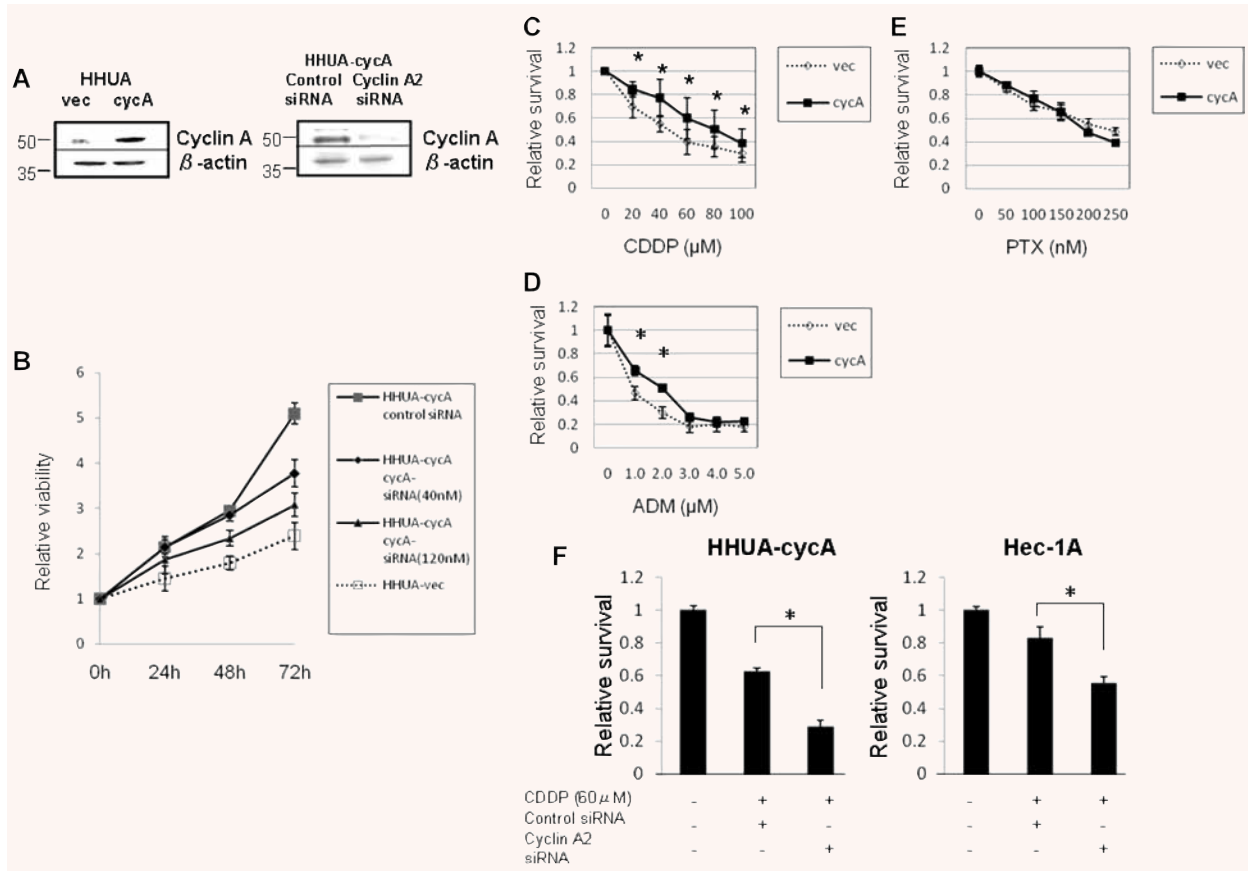 A
HHUA
vec cycA
50
35
Cyclin A
β-actin
HHUA-cycA
Control Cyclin A2
siRNA siRNA
50
35
Cyclin A
β-actin
B
Relative viability
6
5
4
3
2
1
0
0h 24h 48h 72h
HHUA-cycA
control siRNA
HHUA-cycA
cycA-
siRNA(40nM)
HHUA-cycA
cycA-
siRNA(120nM)
HHUA-vec
C
Relative survival
1.2
1
0.8
0.6
0.4
0.2
0
* * * * *
0 20 40 60 80 100
CDDP (μM)
vec
cycA
D
Relative survival
1.2
1
0.8
0.6
0.4
0.2
0
* *
0 1.0 2.0 3.0 4.0 5.0
ADM (μM)
vec
cycA
E
Relative survival
1.2
1
0.8
0.6
0.4
0.2
0
0 50 100 150 200 250
PTX (nM)
vec
cycA
F
HHUA-cycA
Relative survival
1.2
1
0.8
0.6
0.4
0.2
0
*
Hec-1A
Relative survival
1.2
1
0.8
0.6
0.4
0.2
0
*
CDDP (60μM) - + + - + +
Control siRNA - + - - + -
Cyclin A2
siRNA - - + - - +